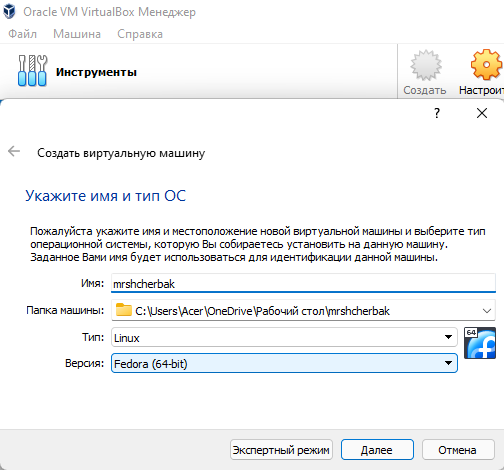 Oracle VM VirtualBox Менеджер
Файл Машина Справка
Инструменты
Создать
Настроит
?
Создать виртуальную машину
Укажите имя и тип ОС
Пожалуйста укажите имя и местоположение новой виртуальной машины и выберите тип
операционной системы, которую Вы собираетесь установить на данную машину.
Заданное Вами имя будет использоваться для идентификации данной машины.
Имя: mrshcherbak
Папка машины: C:\Users\Acer\OneDrive\Рабочий стол\mrshcherbak
Тип: Linux
64
Версия: Fedora (64-bit)
Экспертный режим Далее Отмена